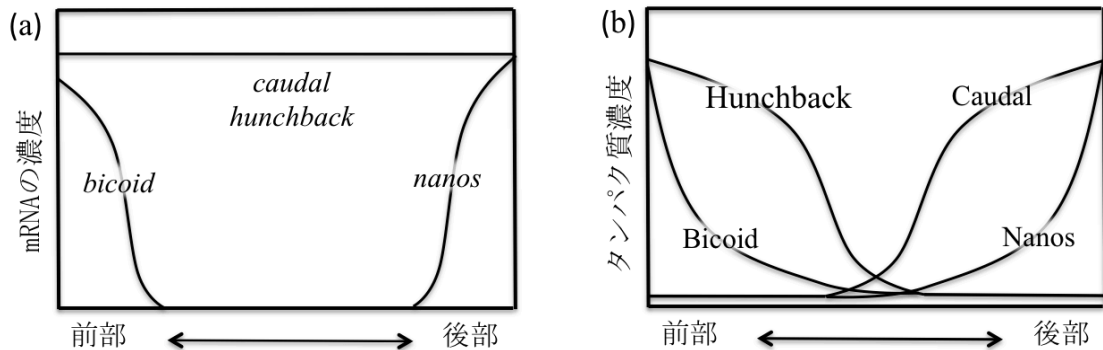 (a)
mRNAの濃度
caudal
hunchback
bicoid
nanos
前部
後部
(b)
タンパク質濃度
Hunchback
Caudal
Bicoid
Nanos
前部
後部